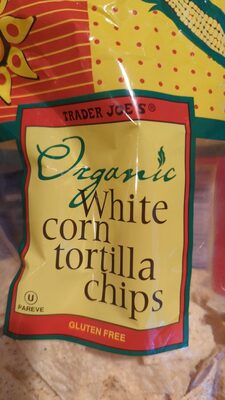 TRADER JOE'S®
Organic
White
corn
tortilla
chips
U
PAREVE
GLUTEN FREE